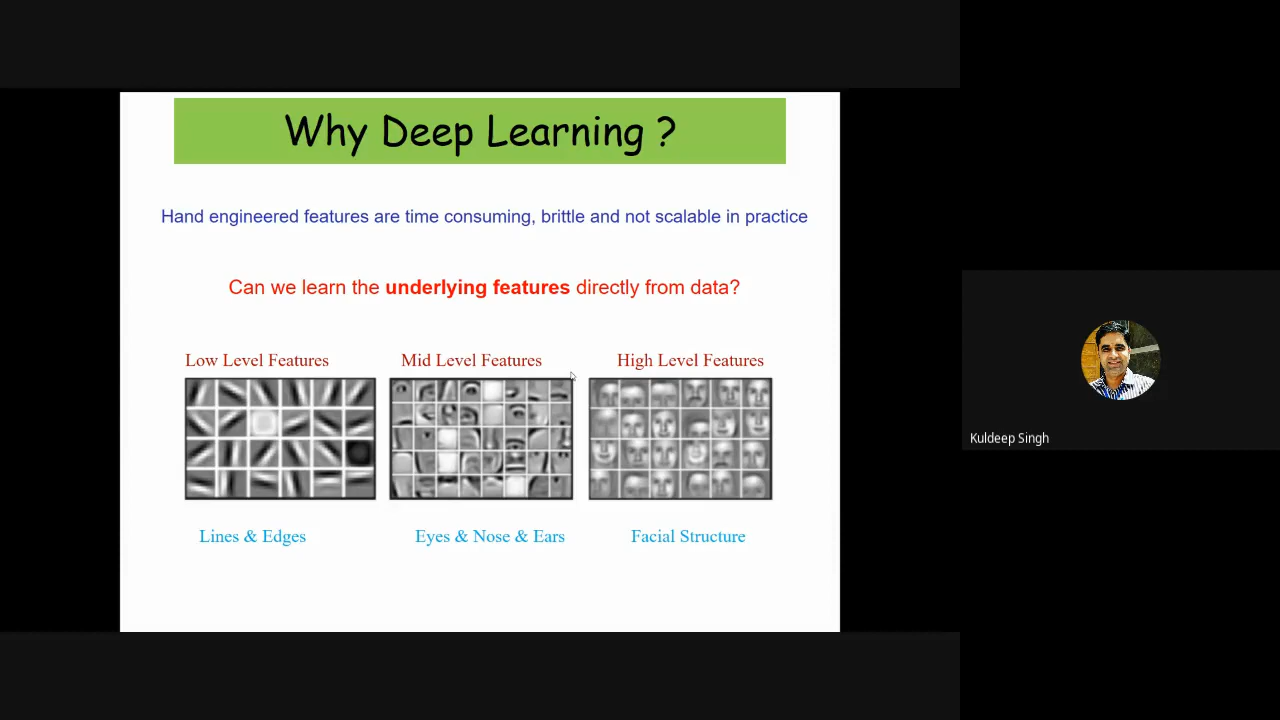 Why Deep Learning ?
Hand engineered features are time consuming, brittle and not scalable in practice
Can we learn the underlying features directly from data?
Low Level Features
Mid Level Features
High Level Features
Lines & Edges
Eyes & Nose & Ears
Facial Structure
Kuldeep Singh